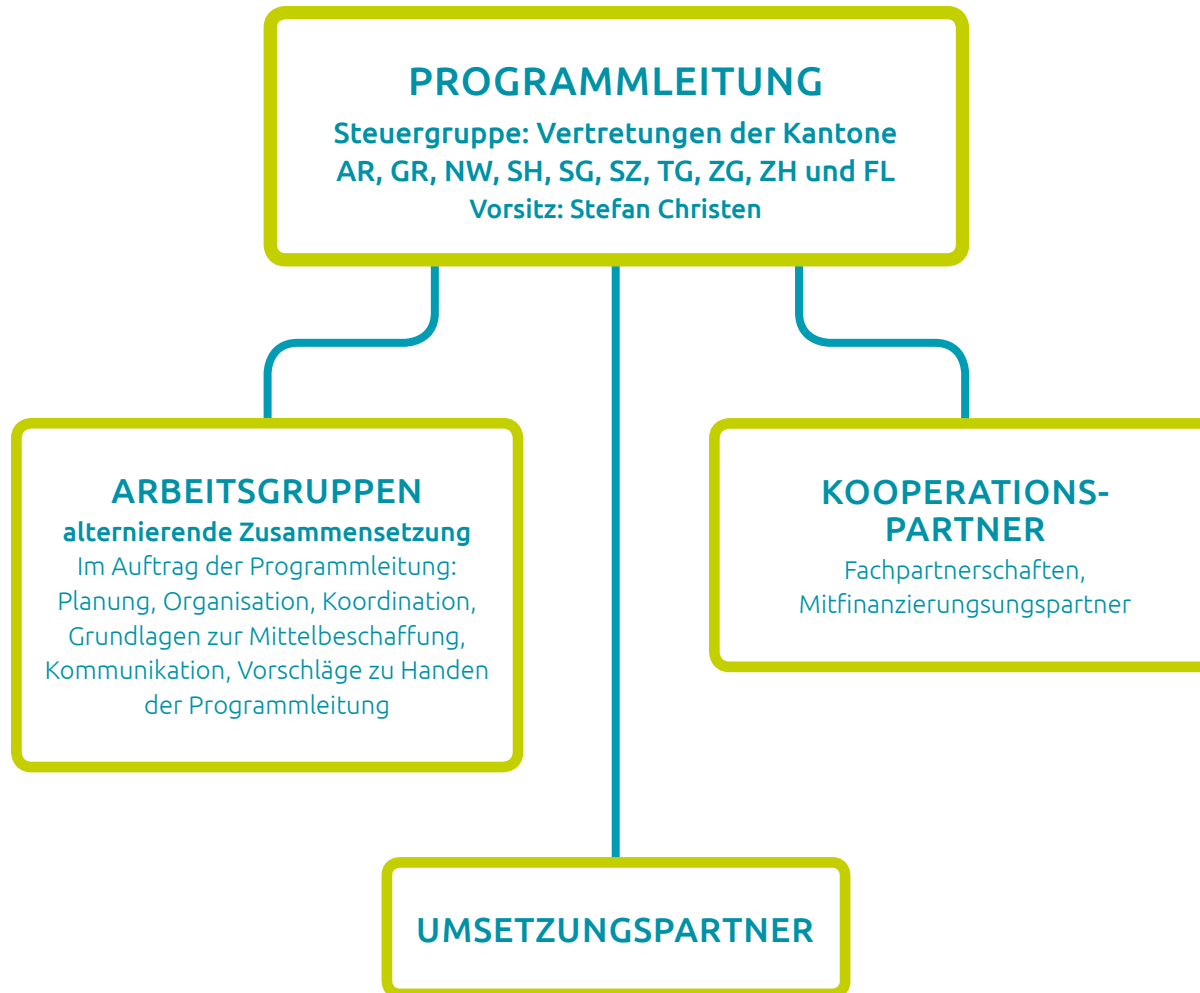 PROGRAMMLEITUNG
Steuergruppe: Vertretungen der Kantone
AR, GR, NW, SH, SG, SZ, TG, ZG, ZH und FL
Vorsitz: Stefan Christen
ARBEITSGRUPPEN
alternierende Zusammensetzung
Im Auftrag der Programmleitung:
Planung, Organisation, Koordination,
Grundlagen zur Mittelbeschaffung,
Kommunikation, Vorschläge zu Handen
der Programmleitung
KOOPERATIONS-
PARTNER
Fachpartnerschaften,
Mitfinanzierungsungspartner
UMSETZUNGSPARTNER